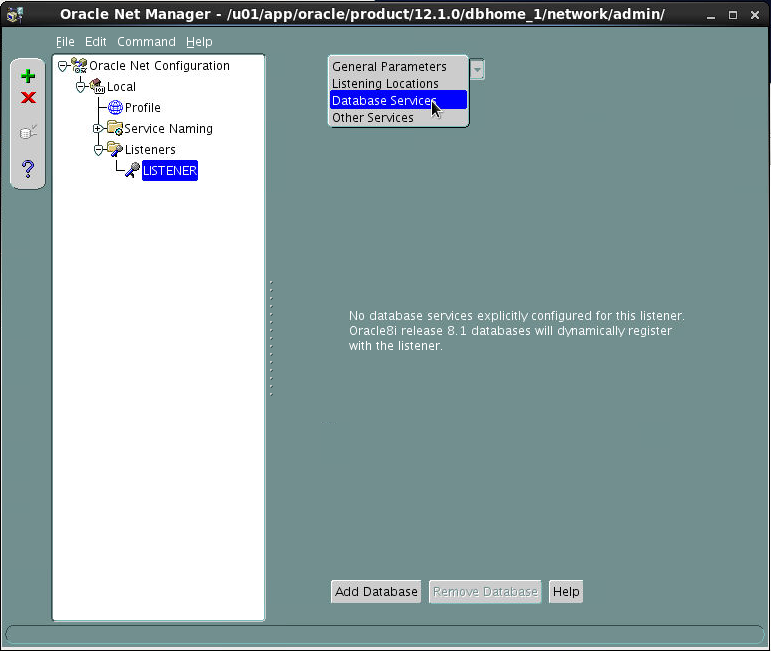 Oracle Net Manager - /u01/app/oracle/product/12.1.0/dbhome_1/network/admin/
File Edit Command Help
Oracle Net Configuration
Local
Profile
Service Naming
Listeners
LISTENER
General Parameters
Listening Locations
Database Services
Other Services
No database services explicitly configured for this listener.
Oracle8i release 8.1 databases will dynamically register
with the listener.
Add Database Remove Database Help